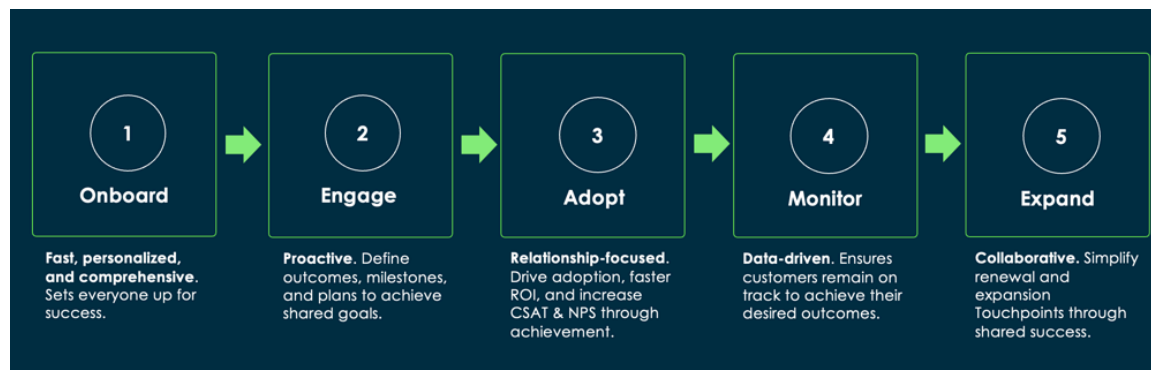 1
Onboard
Fast, personalized,
and comprehensive.
Sets everyone up for
success.
2
Engage
Proactive. Define
outcomes, milestones,
and plans to achieve
shared goals.
3
Adopt
Relationship-focused.
Drive adoption, faster
ROI, and increase
CSAT & NPS through
achievement.
4
Monitor
Data-driven. Ensures
customers remain on
track to achieve their
desired outcomes.
5
Expand
Collaborative. Simplify
renewal and
expansion
Touchpoints through
shared success.